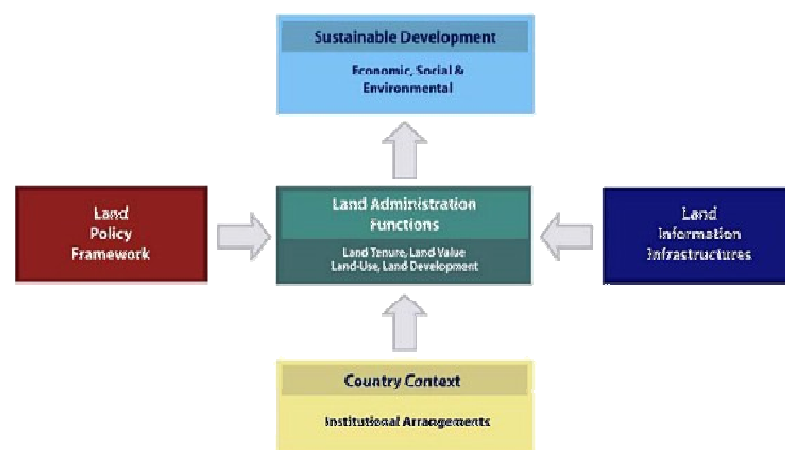 Sustainable Development
Economic, Social &
Environmental
Land
Policy
Framework
Land Administration
Functions
Land Tenure, Land Value
Land-Use, Land Development
Land
Information
Infrastructures
Country Context
Institutional Arrangements